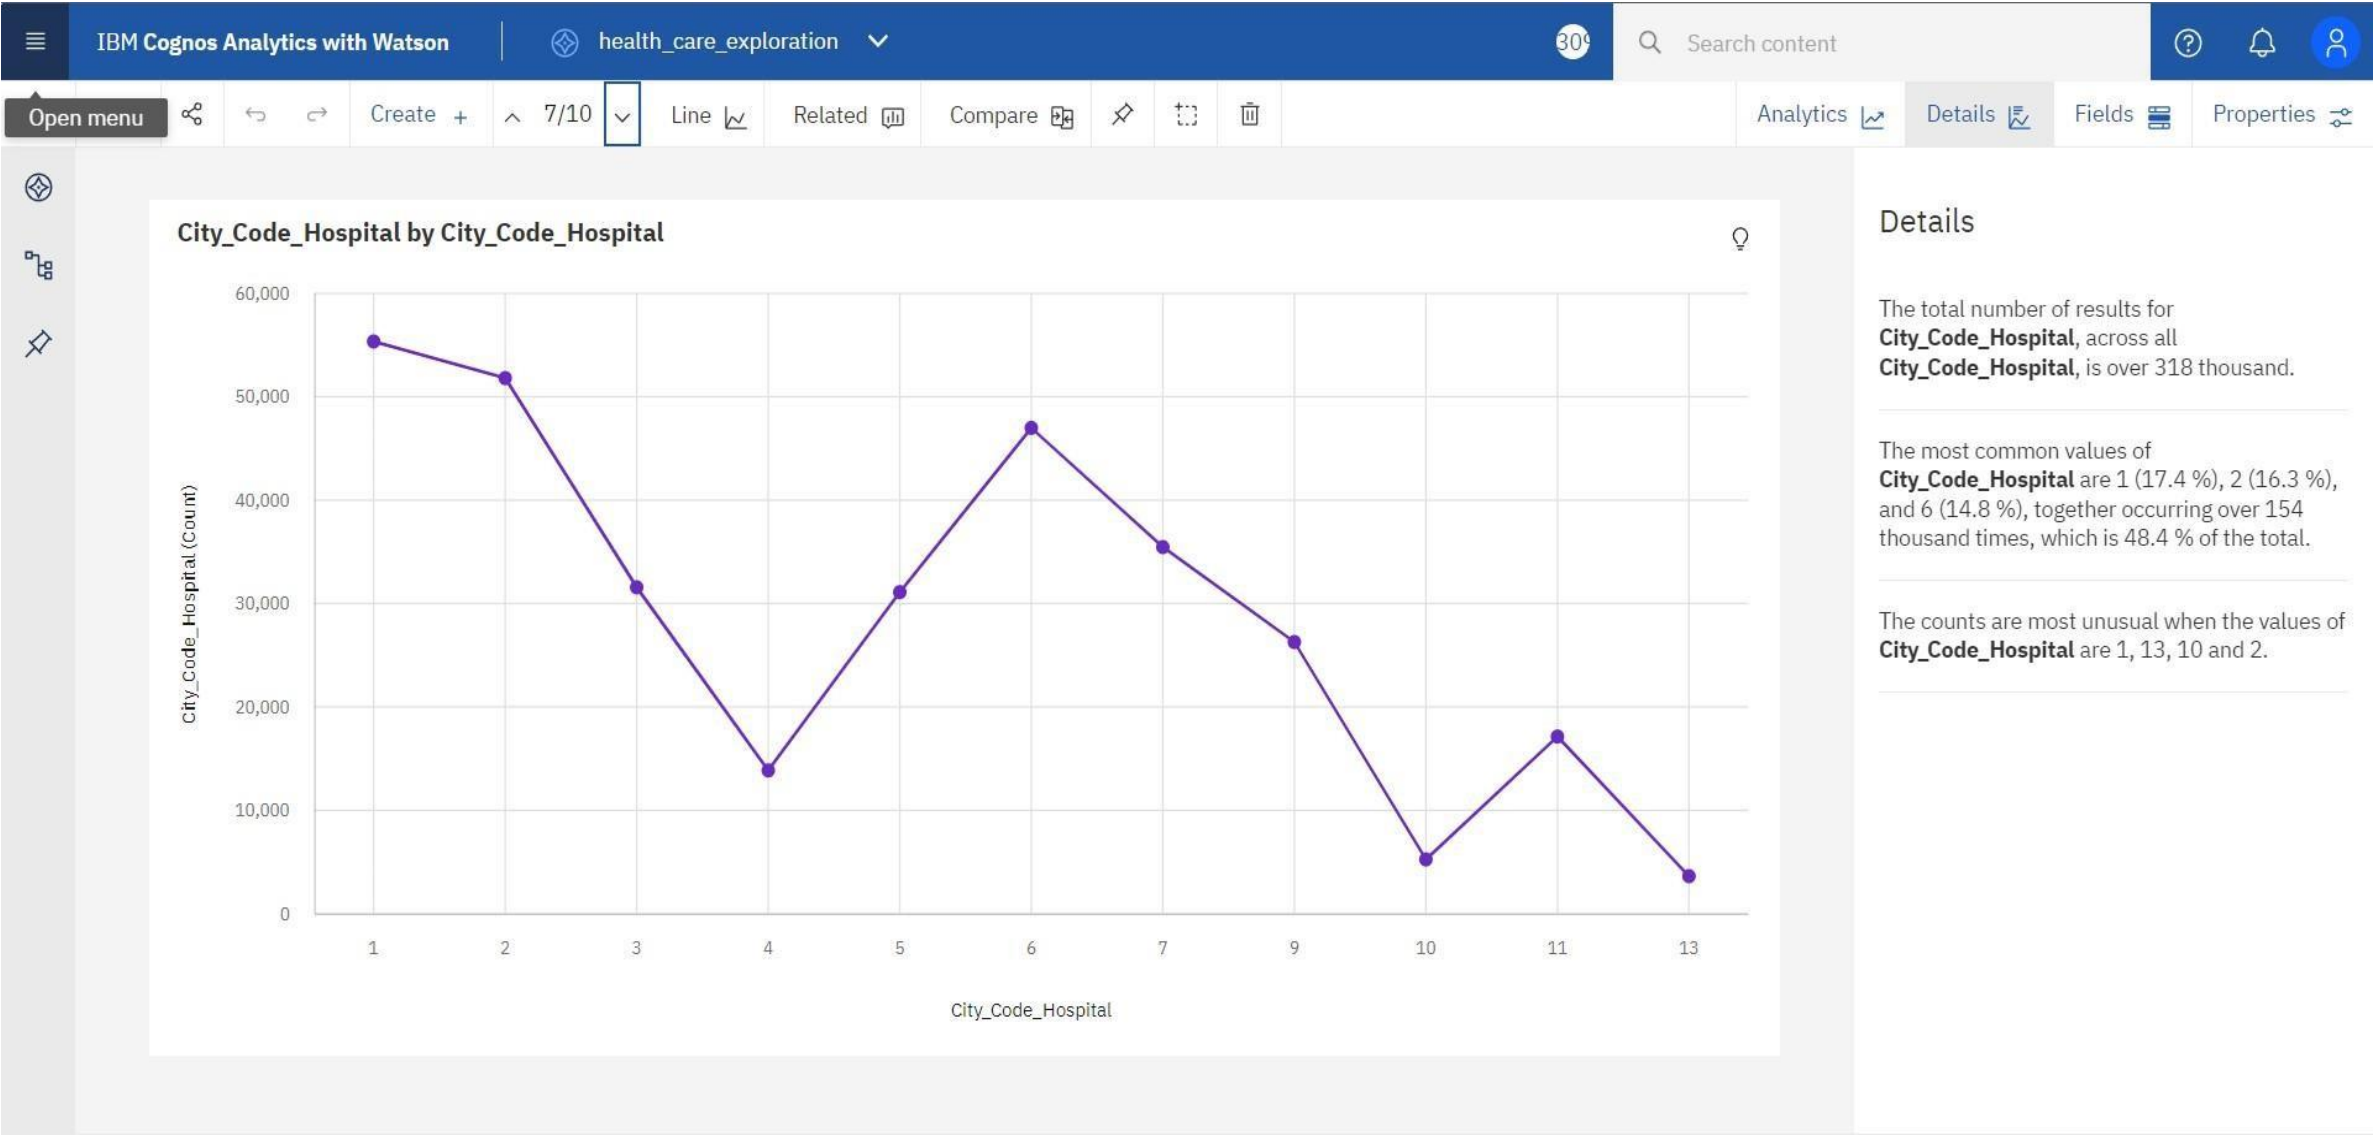 IBM Cognos Analytics with Watson
health_care_exploration
30
Search content
Open menu
Create +
7/10
Line
Related
Compare
Analytics
Details
Fields
Properties
City_Code_Hospital by City_Code_Hospital
60,000
50,000
40,000
30,000
20,000
10,000
0
City_Code_Hospital (Count)
1 2 3 4 5 6 7 9 10 11 13
City_Code_Hospital
Details
The total number of results for
City_Code_Hospital, across all
City_Code_Hospital, is over 318 thousand.
The most common values of
City_Code_Hospital are 1 (17.4 %), 2 (16.3 %),
and 6 (14.8 %), together occurring over 154
thousand times, which is 48.4 % of the total.
The counts are most unusual when the values of
City_Code_Hospital are 1, 13, 10 and 2.